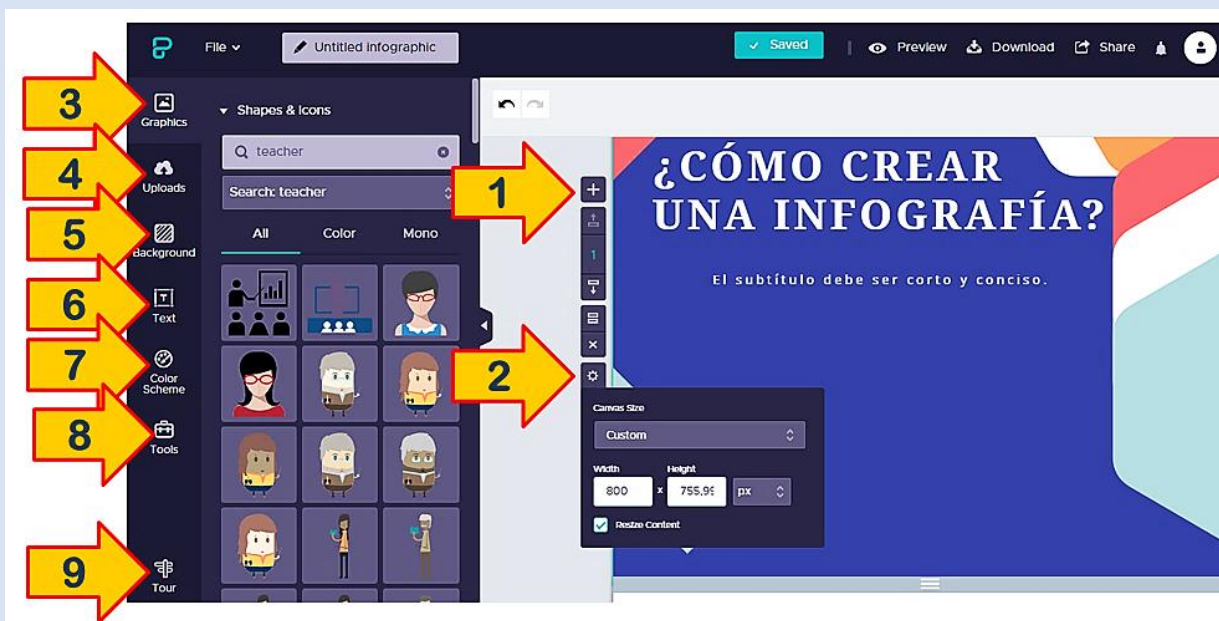 File
Untitled infographic
Saved
Preview
Download
Share
3
Graphics
4
Uploads
5
Background
6
Text
7
Color
Scheme
8
Tools
9
Tour
Shapes & Icons
teacher
Search: teacher
All Color Mono
1
1
2
Canvas Size
Custom
Width Height
800 x 755,99 px
Resize Content
¿CÓMO CREAR
UNA INFOGRAFÍA?
El subtítulo debe ser corto y conciso.